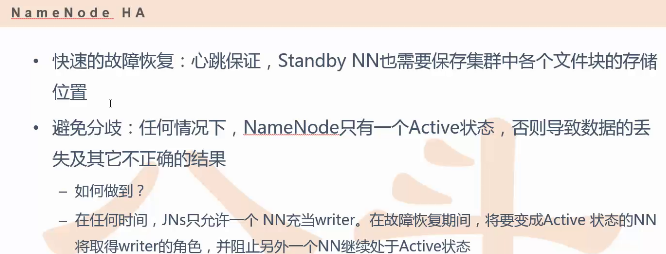 NameNode HA
• 快速的故障恢复：心跳保证，Standby NN也需要保存集群中各个文件块的存储
位置
• 避免分歧：任何情况下，NameNode只有一个Active状态，否则导致数据的丢
失及其它不正确的结果
– 如何做到？
– 在任何时间，JNs只允许一个 NN充当writer。在故障恢复期间，将要变成Active 状态的NN
将取得writer的角色，并阻止另外一个NN继续处于Active状态
八斗